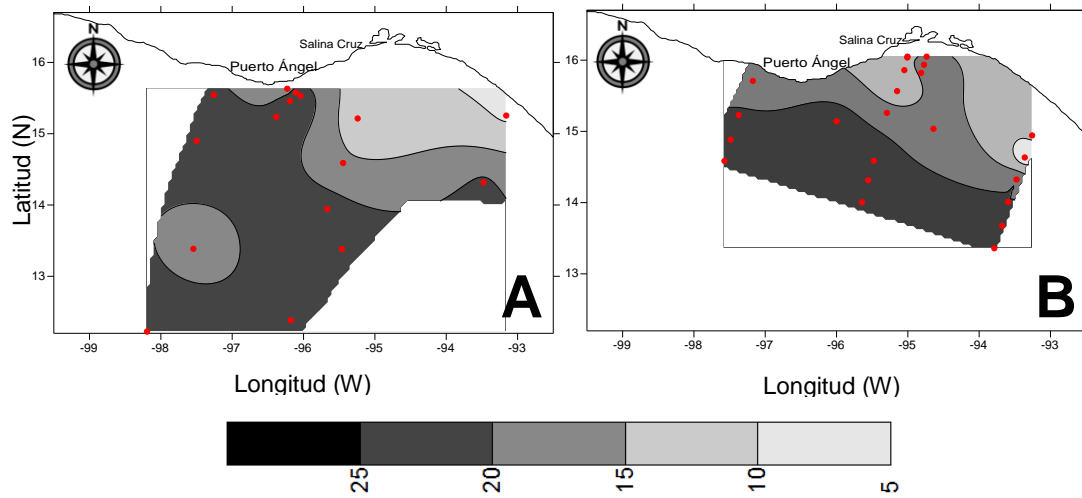 N
Salina Cruz
Puerto Ángel
16
15
14
13
Latitud (N)
A
-99
-98
-97
-96
-95
-94
-93
Longitud (W)
N
Salina Cruz
Puerto Ángel
16
15
14
13
B
-99
-98
-97
-96
-95
-94
-93
Longitud (W)
25
20
15
10
5